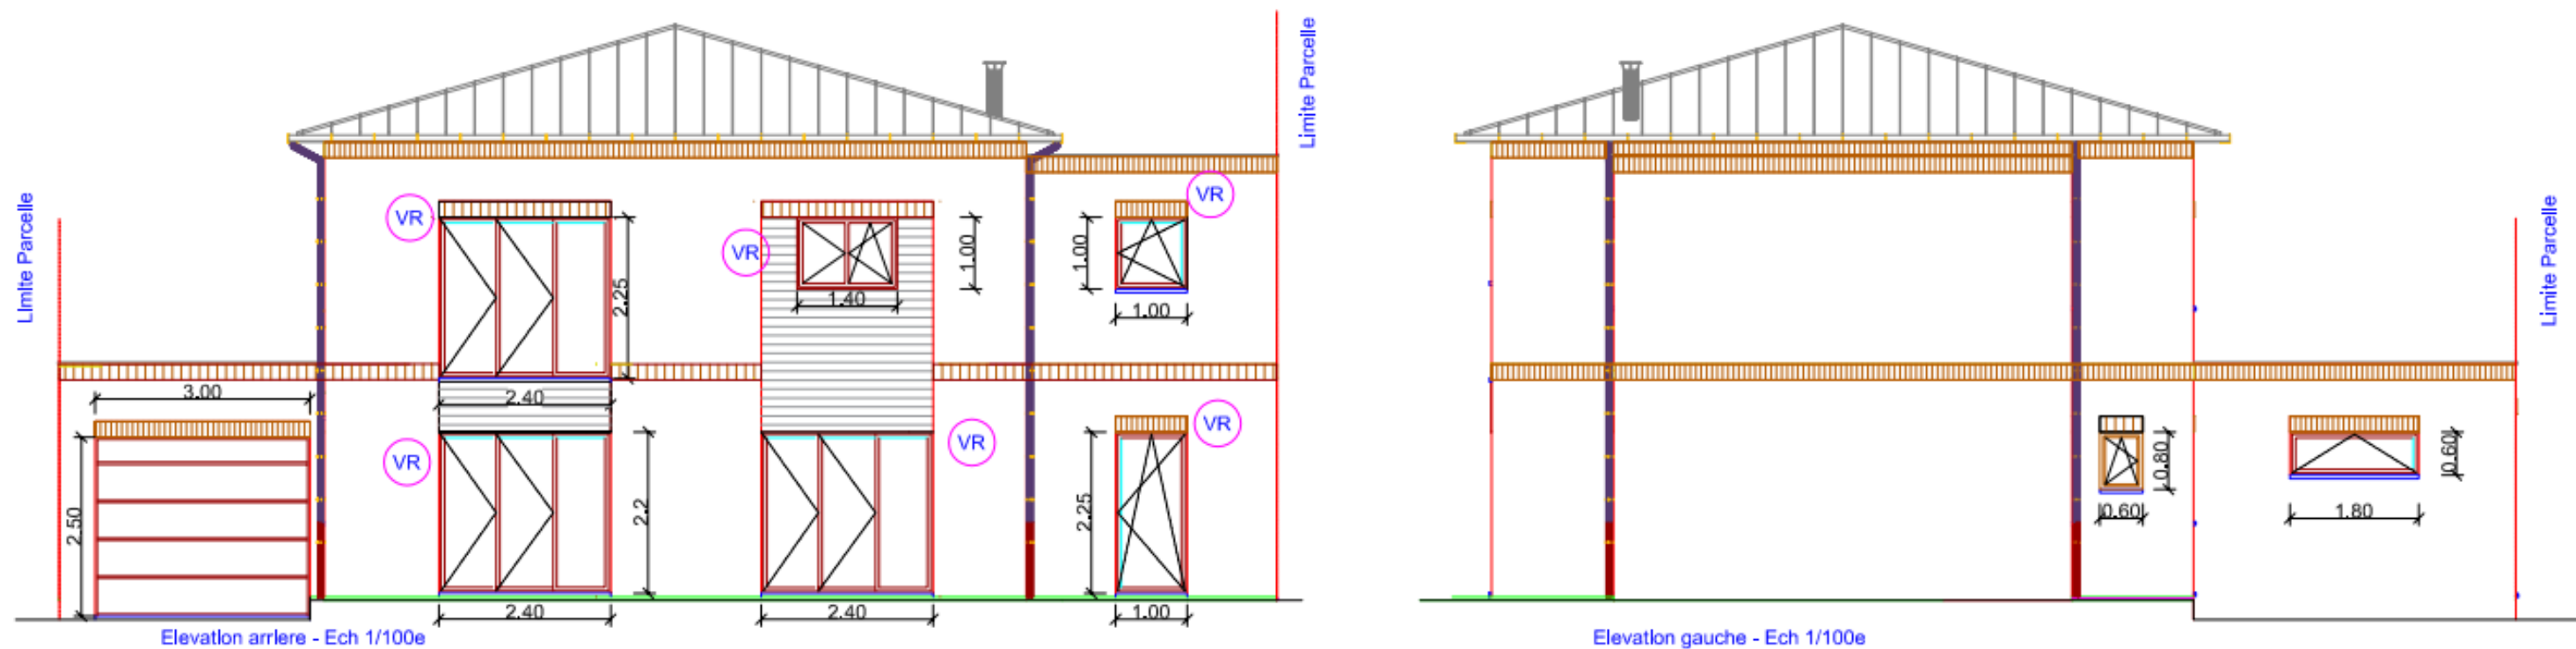 Limite Parcelle
Limite Parcelle
VR
VR
VR
1.00
1.00
2.25
1.40
1.00
2.40
3.00
VR
VR
VR
2.50
2.2
2.25
2.40
2.40
1.00
Elevation arriere - Ech 1/100e
Limite Parcelle
0.80
0.60
0.60
1.80
Elevation gauche - Ech 1/100e